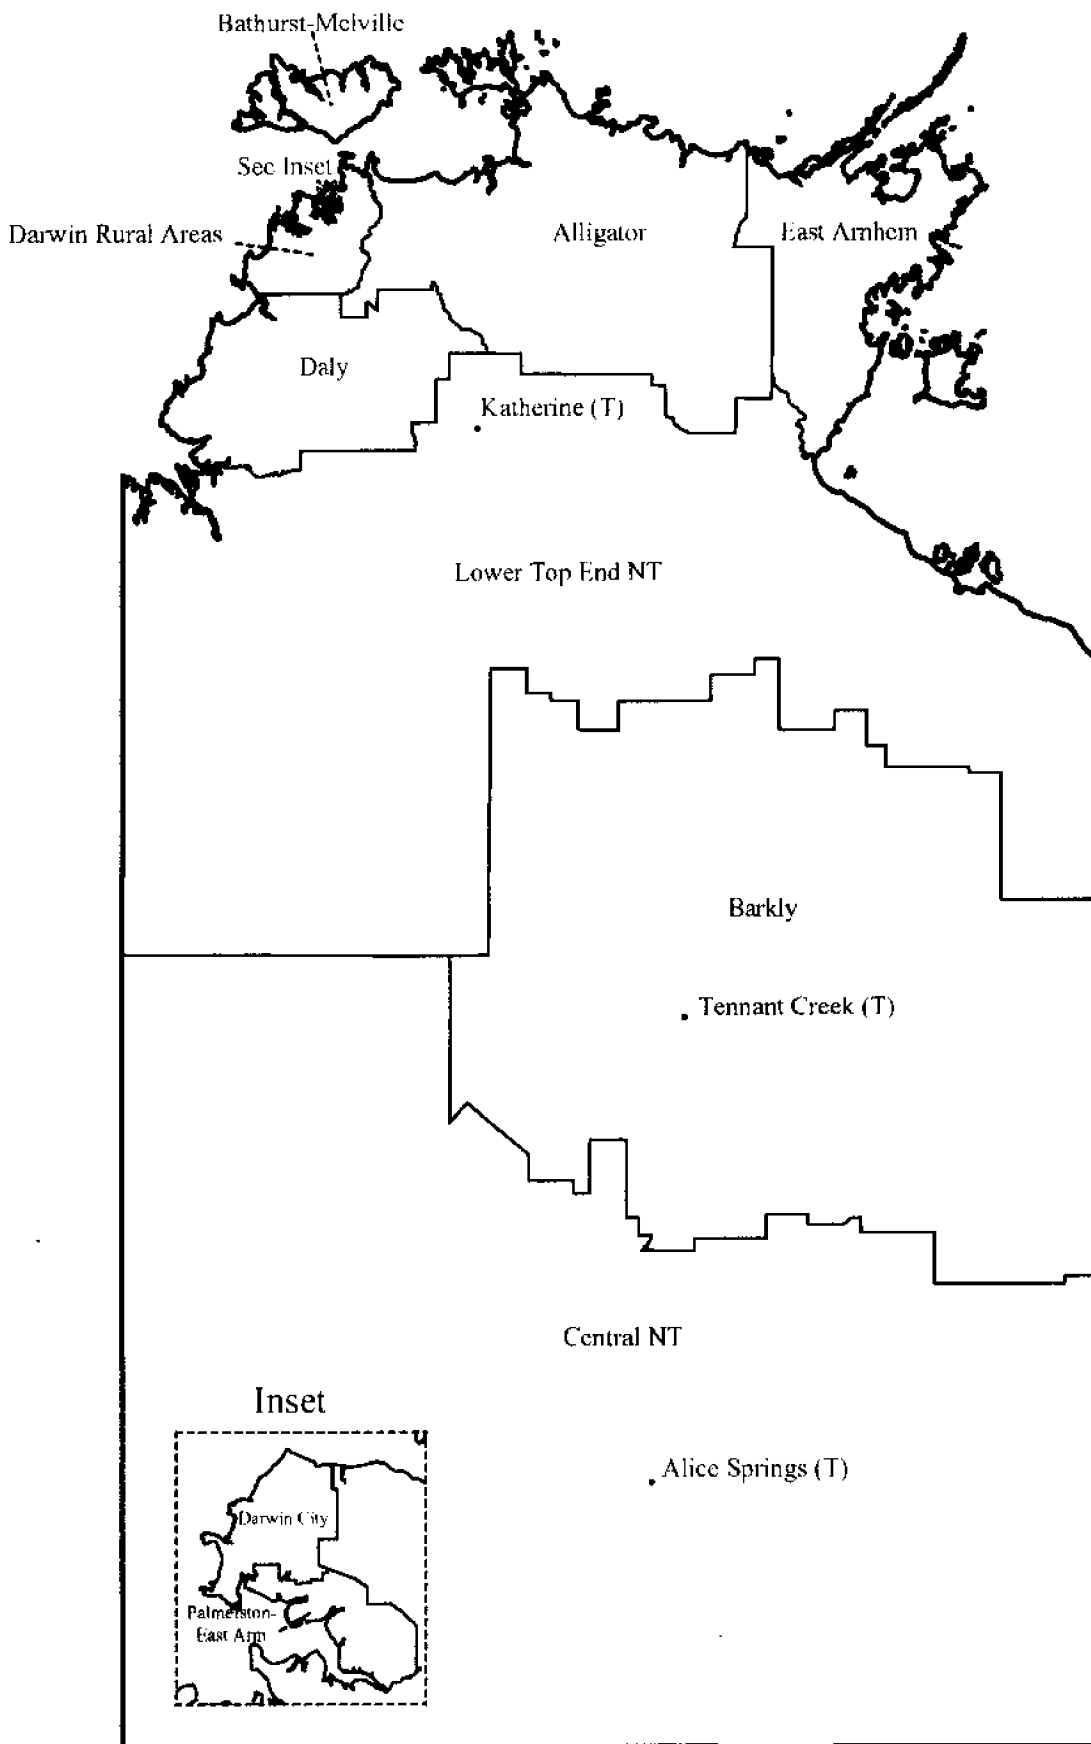 Bathurst-Melville
See Inset
Darwin Rural Areas
Alligator
East Arnhem
Daly
Katherine (T)
Lower Top End NT
Barkly
Tennant Creek (T)
Central NT
Inset
Alice Springs (T)
Darwin City
Palmerston-
East Arm